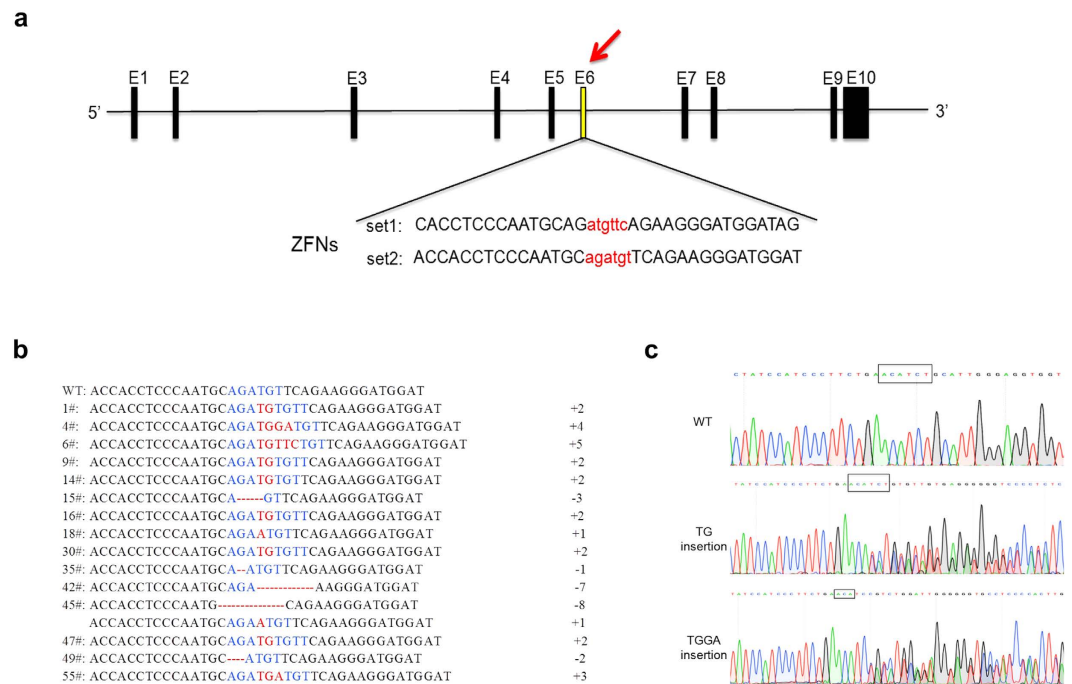 a
E1 E2 E3 E4 E5 E6 E7 E8 E9 E10
5’ 3’
ZFNs
set1: CACCTCCCAATGCAGatgttcAGAAGGGATGGATAG
set2: ACCACCTCCCAATGCagatgtTCAGAAGGGATGGAT
b
WT: ACCACCTCCCAATGCAGATGTTCAGAAGGGATGGAT
1#: ACCACCTCCCAATGCAGATGTGTTCAGAAGGGATGGAT +2
4#: ACCACCTCCCAATGCAGATGGATGTTCAGAAGGGATGGAT +4
6#: ACCACCTCCCAATGCAGATGTTCTGTTCAGAAGGGATGGAT +5
9#: ACCACCTCCCAATGCAGATGTGTTCAGAAGGGATGGAT +2
14#: ACCACCTCCCAATGCAGATGTGTTCAGAAGGGATGGAT +2
15#: ACCACCTCCCAATGCA------GTTCAGAAGGGATGGAT -3
16#: ACCACCTCCCAATGCAGATGTGTTCAGAAGGGATGGAT +2
18#: ACCACCTCCCAATGCAGAATGTTCAGAAGGGATGGAT +1
30#: ACCACCTCCCAATGCAGATGTGTTCAGAAGGGATGGAT +2
35#: ACCACCTCCCAATGCA--ATGTTCAGAAGGGATGGAT -1
42#: ACCACCTCCCAATGCAGA-------------AAGGGATGGAT -7
45#: ACCACCTCCCAATG---------------CAGAAGGGATGGAT -8
ACCACCTCCCAATGCAGAATGTTCAGAAGGGATGGAT +1
47#: ACCACCTCCCAATGCAGATGTGTTCAGAAGGGATGGAT +2
49#: ACCACCTCCCAATGC----ATGTTCAGAAGGGATGGAT -2
55#: ACCACCTCCCAATGCAGATGATGTTCAGAAGGGATGGAT +3
c
CTATCCATCCCTTCTGAACATCTGCATTGGGAGGTGGT
WT
TG
insertion
TGGA
insertion